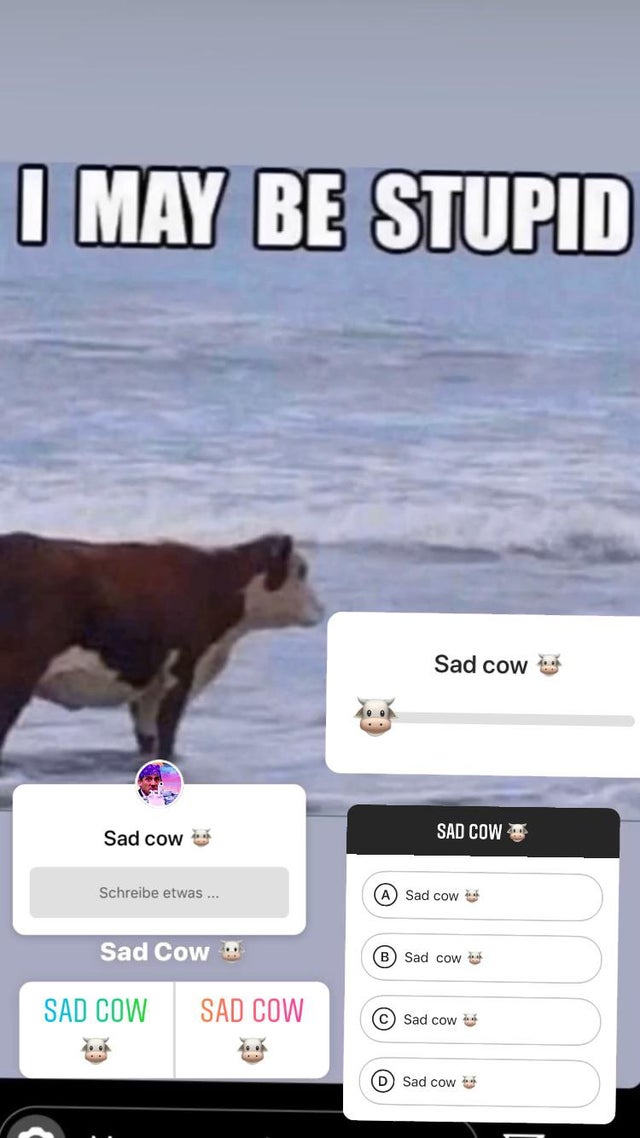 I MAY BE STUPID
Sad cow 🐮
Sad cow 🐮
Schreibe etwas ...
Sad Cow 🐮
SAD COW 🐮
SAD COW 🐮
SAD COW 🐮
A Sad cow 🐮
B Sad cow 🐮
C Sad cow 🐮
D Sad cow 🐮